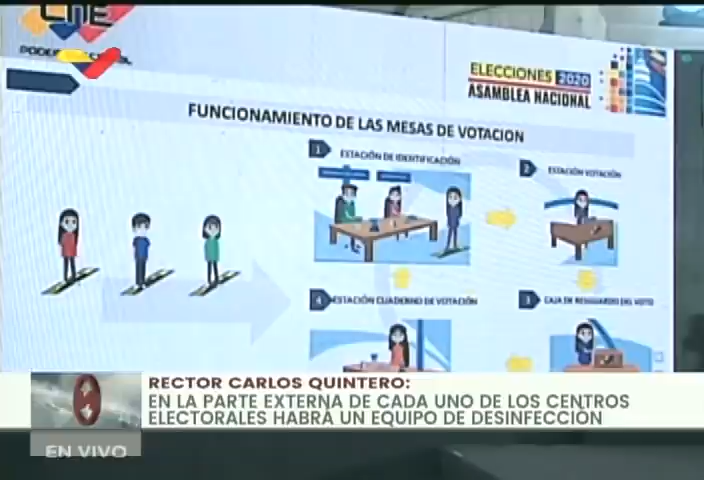 CNE
ELECCIONES 2020
ASAMBLEA NACIONAL
FUNCIONAMIENTO DE LAS MESAS DE VOTACION
1 ESTACIÓN DE IDENTIFICACIÓN
2 ESTACIÓN VOTACIÓN
4 ESTACIÓN CUADERNO DE VOTACIÓN
3 CAJA DE RESGUARDO DEL VOTO
RECTOR CARLOS QUINTERO:
EN LA PARTE EXTERNA DE CADA UNO DE LOS CENTROS
ELECTORALES HABRÁ UN EQUIPO DE DESINFECCIÓN
EN VIVO